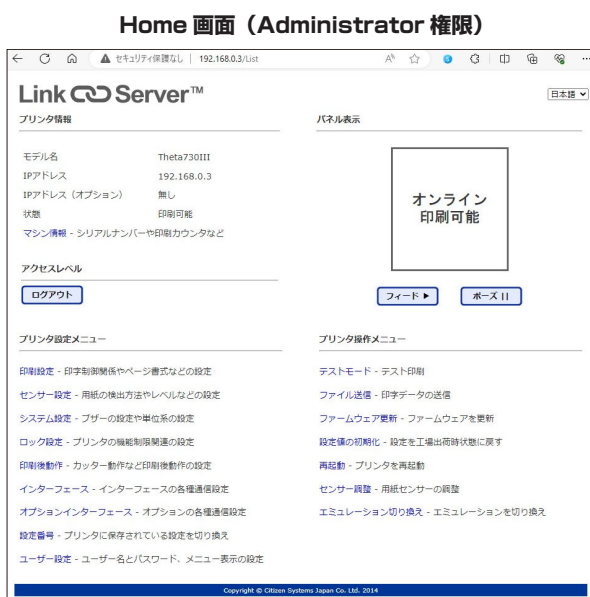 Home 画面（Administrator 権限）
セキュリティ保護なし | 192.168.0.3/List
Link Server™
日本語
プリンタ情報
モデル名 Theta730III
IPアドレス 192.168.0.3
IPアドレス（オプション） 無し
状態 印刷可能
マシン情報 - シリアルナンバーや印刷カウンタなど
アクセスレベル
ログアウト
パネル表示
オンライン
印刷可能
フィード ▶ ポーズ ||
プリンタ設定メニュー
印刷設定 - 印字制御関係やページ書式などの設定
センサー設定 - 用紙の検出方法やレベルなどの設定
システム設定 - ブザーの設定や単位系の設定
ロック設定 - プリンタの機能制限関連の設定
印刷後動作 - カッター動作など印刷後動作の設定
インターフェース - インターフェースの各種通信設定
オプションインターフェース - オプションの各種通信設定
設定番号 - プリンタに保存されている設定を切り換え
ユーザー設定 - ユーザー名とパスワード、メニュー表示の設定
プリンタ操作メニュー
テストモード - テスト印刷
ファイル送信 - 印字データの送信
ファームウェア更新 - ファームウェアを更新
設定値の初期化 - 設定を工場出荷時状態に戻す
再起動 - プリンタを再起動
センサー調整 - 用紙センサーの調整
エミュレーション切り換え - エミュレーションを切り換え
Copyright © Citizen Systems Japan Co. Ltd. 2014